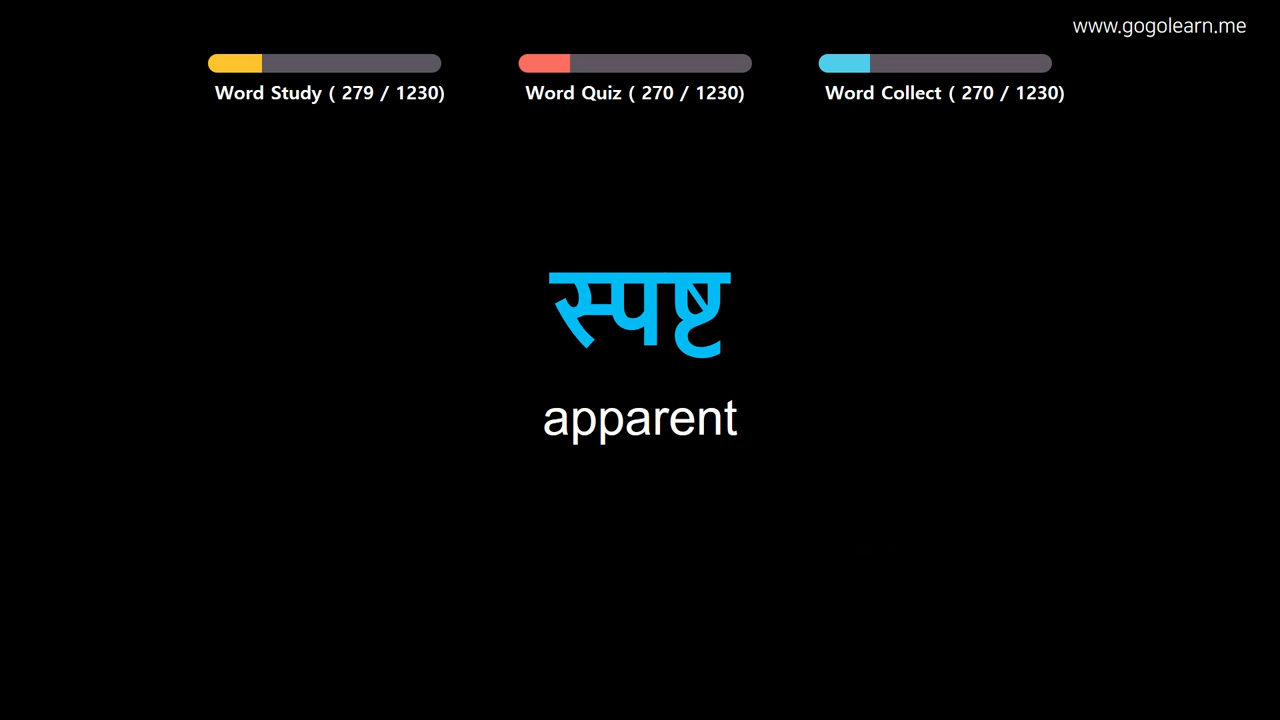 www.gogolearn.me
Word Study ( 279 / 1230)
Word Quiz ( 270 / 1230)
Word Collect ( 270 / 1230)
स्पष्ट
apparent